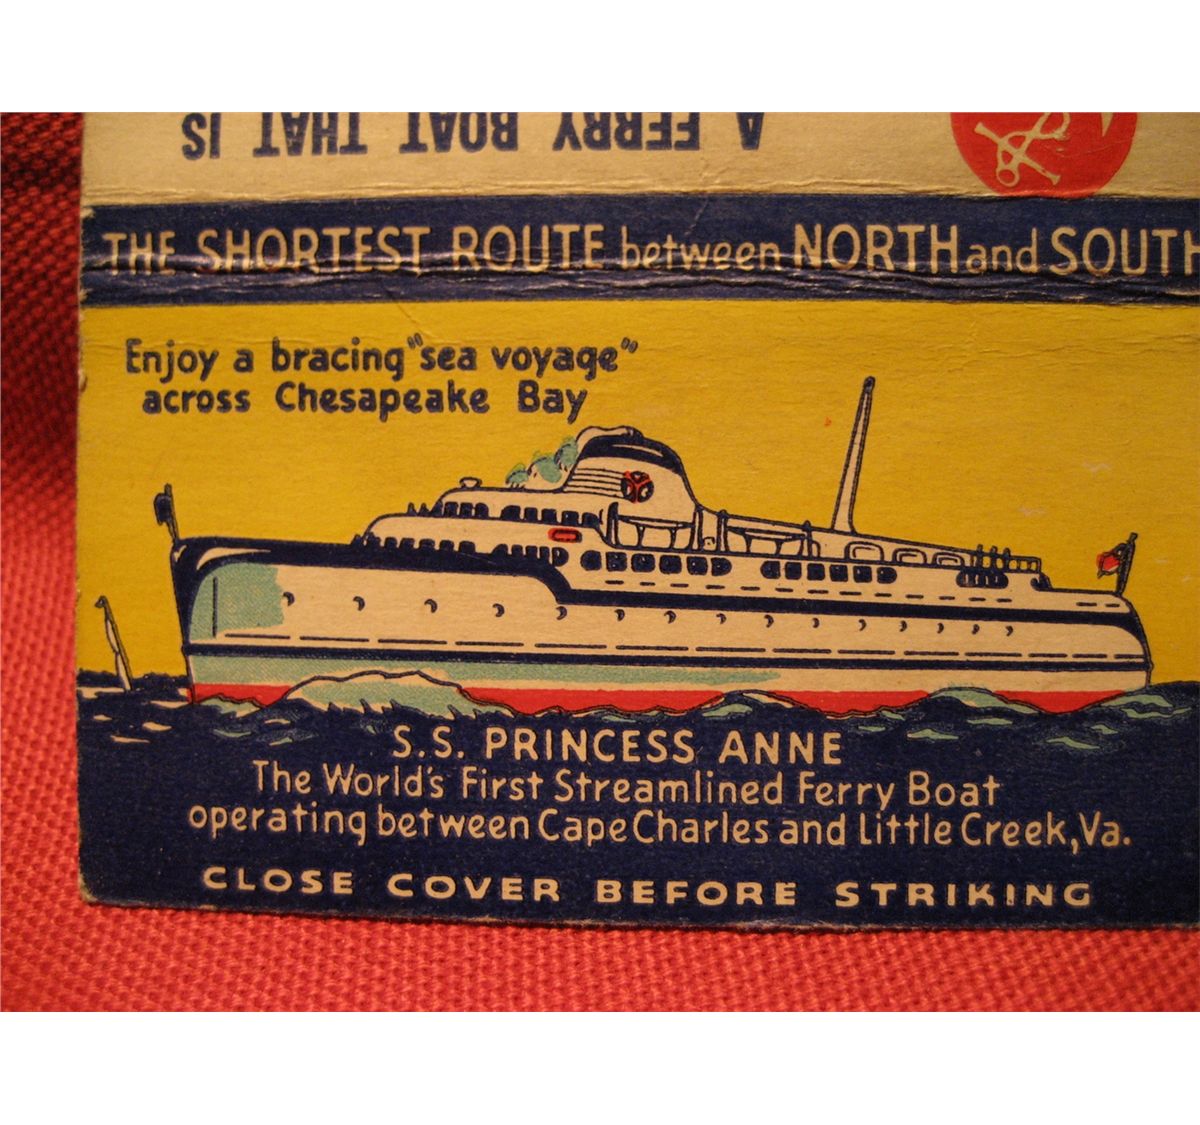 A FERRY BOAT THAT IS
THE SHORTEST ROUTE between NORTH and SOUTH
Enjoy a bracing "sea voyage"
across Chesapeake Bay
S.S. PRINCESS ANNE
The World's First Streamlined Ferry Boat
operating between Cape Charles and Little Creek, Va.
CLOSE COVER BEFORE STRIKING